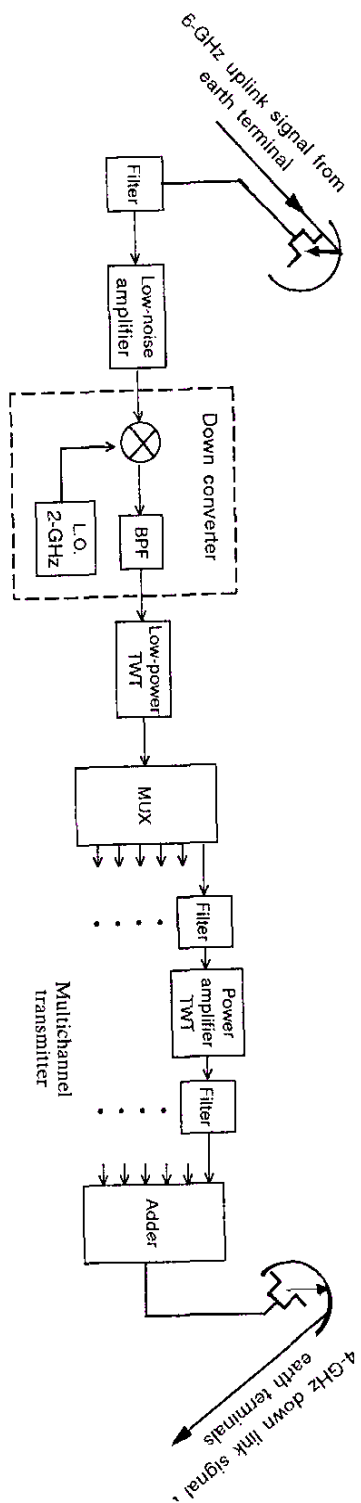 6-GHz uplink signal from
earth terminal
Filter
Low-noise
amplifier
Down converter
BPF
L.O.
2-GHz
Low-power
TWT
MUX
Filter
Power
amplifier
TWT
Filter
Multichannel
transmitter
Adder
4-GHz down link signal
earth terminals